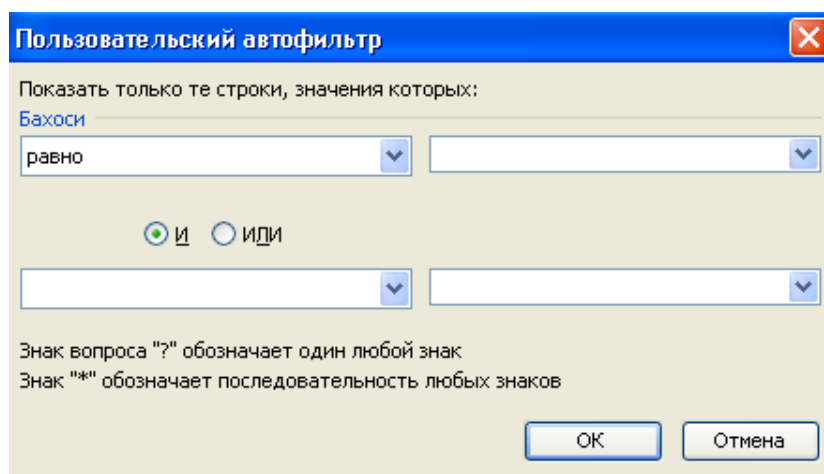 Пользовательский автофильтр
Показать только те строки, значения которых:
Бахоси
равно
И ИЛИ
Знак вопроса "?" обозначает один любой знак
Знак "*" обозначает последовательность любых знаков
ОК Отмена